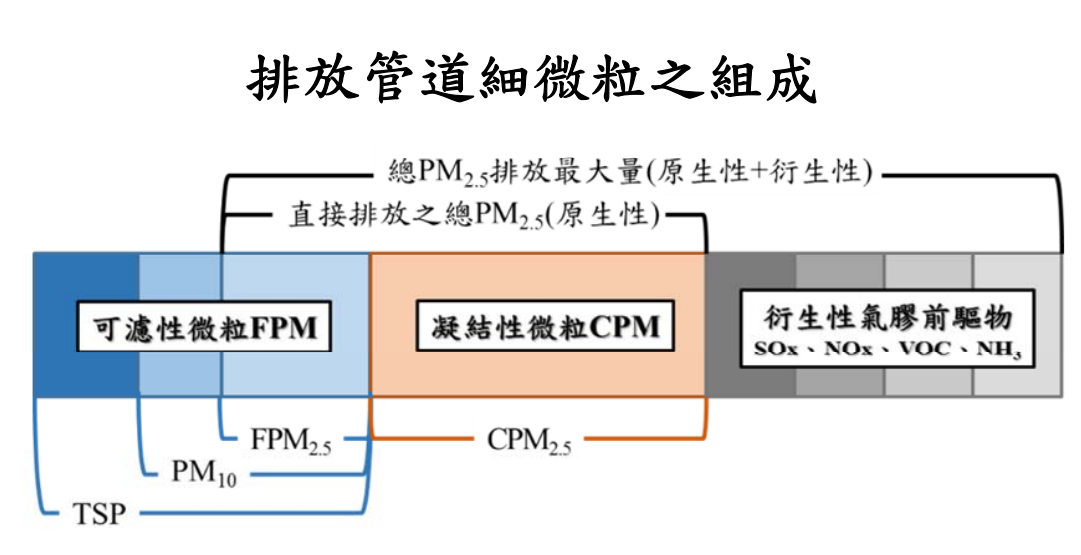 排放管道細微粒之組成
總PM₂.₅排放最大量(原生性+衍生性)
直接排放之總PM₂.₅(原生性)
可濾性微粒FPM
凝結性微粒CPM
衍生性氣膠前驅物
SOx、NOx、VOC、NH₃
FPM₂.₅
CPM₂.₅
PM₁₀
TSP